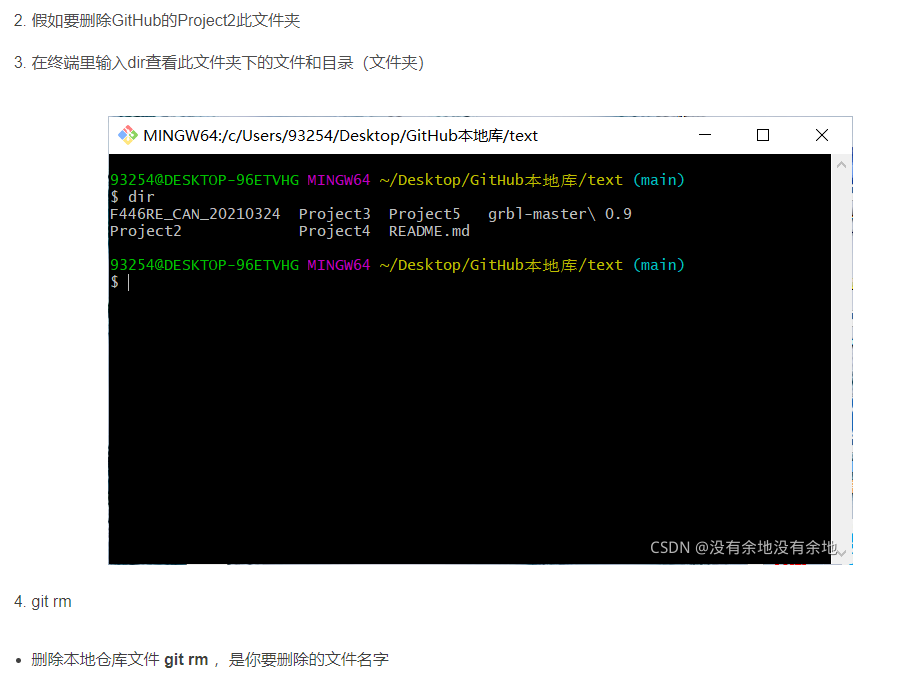 2. 假如要删除GitHub的Project2此文件夹
3. 在终端里输入dir查看此文件夹下的文件和目录（文件夹）
MINGW64:/c/Users/93254/Desktop/GitHub本地库/text
93254@DESKTOP-96ETVHG MINGW64 ~/Desktop/GitHub本地库/text (main)
$ dir
F446RE_CAN_20210324  Project3  Project5   grbl-master\ 0.9
Project2             Project4  README.md
93254@DESKTOP-96ETVHG MINGW64 ~/Desktop/GitHub本地库/text (main)
$
CSDN @没有余地没有余地
4. git rm
• 删除本地仓库文件 git rm ，是你要删除的文件名字